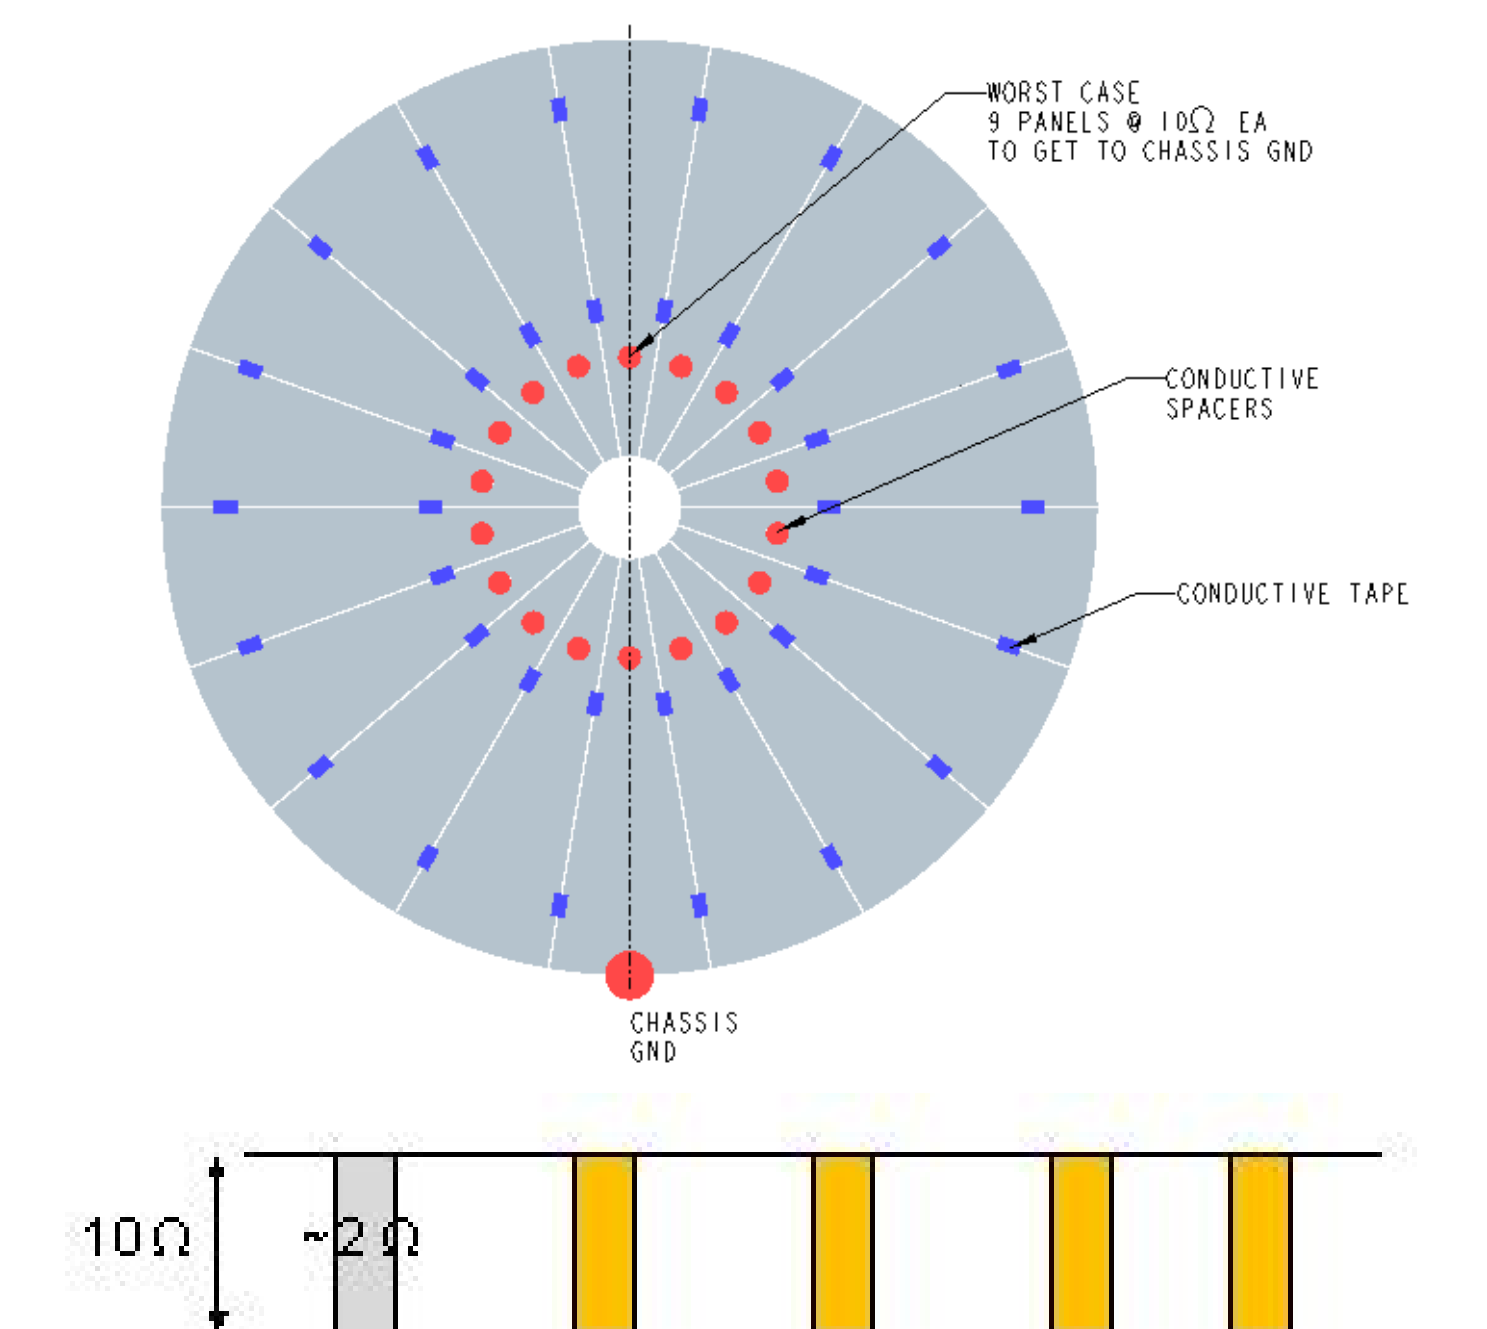 WORST CASE
9 PANELS @ 10Ω EA
TO GET TO CHASSIS GND
CONDUCTIVE
SPACERS
CONDUCTIVE TAPE
CHASSIS
GND
10Ω ~2Ω